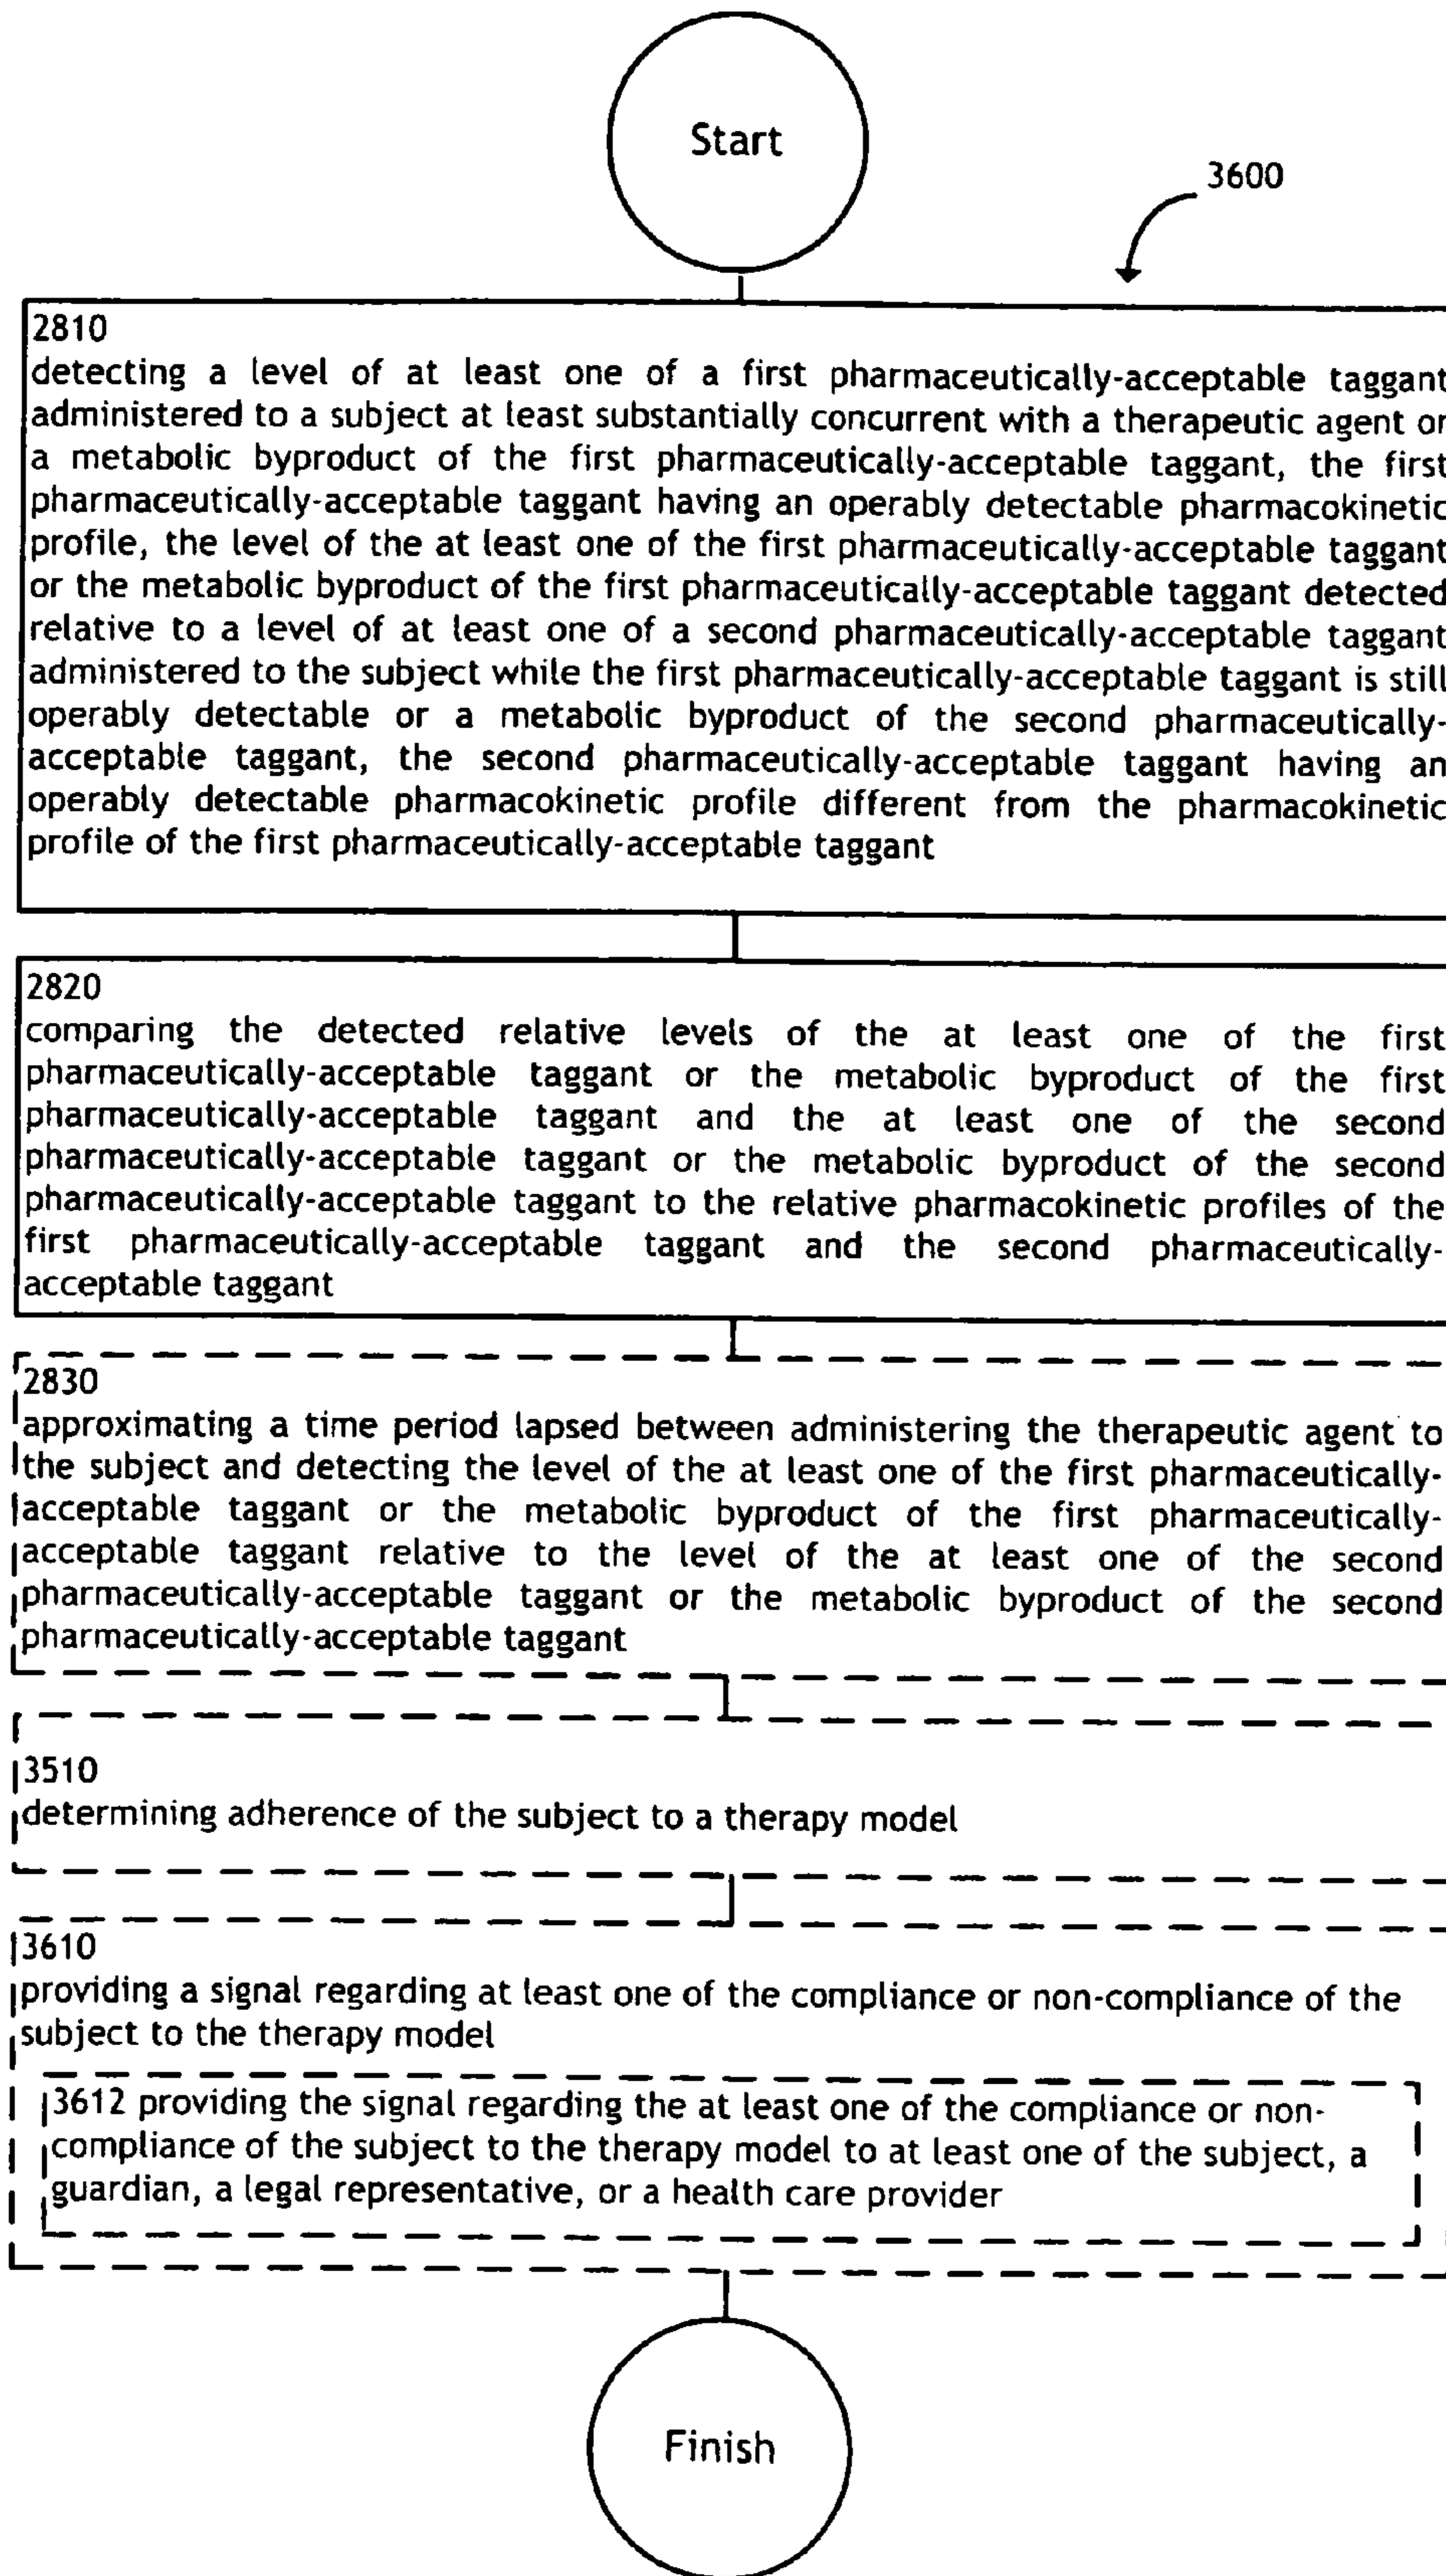 Start
3600
2810
detecting a level of at least one of a first pharmaceutically-acceptable taggant
administered to a subject at least substantially concurrent with a therapeutic agent or
a metabolic byproduct of the first pharmaceutically-acceptable taggant, the first
pharmaceutically-acceptable taggant having an operably detectable pharmacokinetic
profile, the level of the at least one of the first pharmaceutically-acceptable taggant
or the metabolic byproduct of the first pharmaceutically-acceptable taggant detected
relative to a level of at least one of a second pharmaceutically-acceptable taggant
administered to the subject while the first pharmaceutically-acceptable taggant is still
operably detectable or a metabolic byproduct of the second pharmaceutically-
acceptable taggant, the second pharmaceutically-acceptable taggant having an
operably detectable pharmacokinetic profile different from the pharmacokinetic
profile of the first pharmaceutically-acceptable taggant
2820
comparing the detected relative levels of the at least one of the first
pharmaceutically-acceptable taggant or the metabolic byproduct of the first
pharmaceutically-acceptable taggant and the at least one of the second
pharmaceutically-acceptable taggant or the metabolic byproduct of the second
pharmaceutically-acceptable taggant to the relative pharmacokinetic profiles of the
first pharmaceutically-acceptable taggant and the second pharmaceutically-
acceptable taggant
2830
approximating a time period lapsed between administering the therapeutic agent to
the subject and detecting the level of the at least one of the first pharmaceutically-
acceptable taggant or the metabolic byproduct of the first pharmaceutically-
acceptable taggant relative to the level of the at least one of the second
pharmaceutically-acceptable taggant or the metabolic byproduct of the second
pharmaceutically-acceptable taggant
3510
determining adherence of the subject to a therapy model
3610
providing a signal regarding at least one of the compliance or non-compliance of the
subject to the therapy model
3612 providing the signal regarding the at least one of the compliance or non-
compliance of the subject to the therapy model to at least one of the subject, a
guardian, a legal representative, or a health care provider
Finish